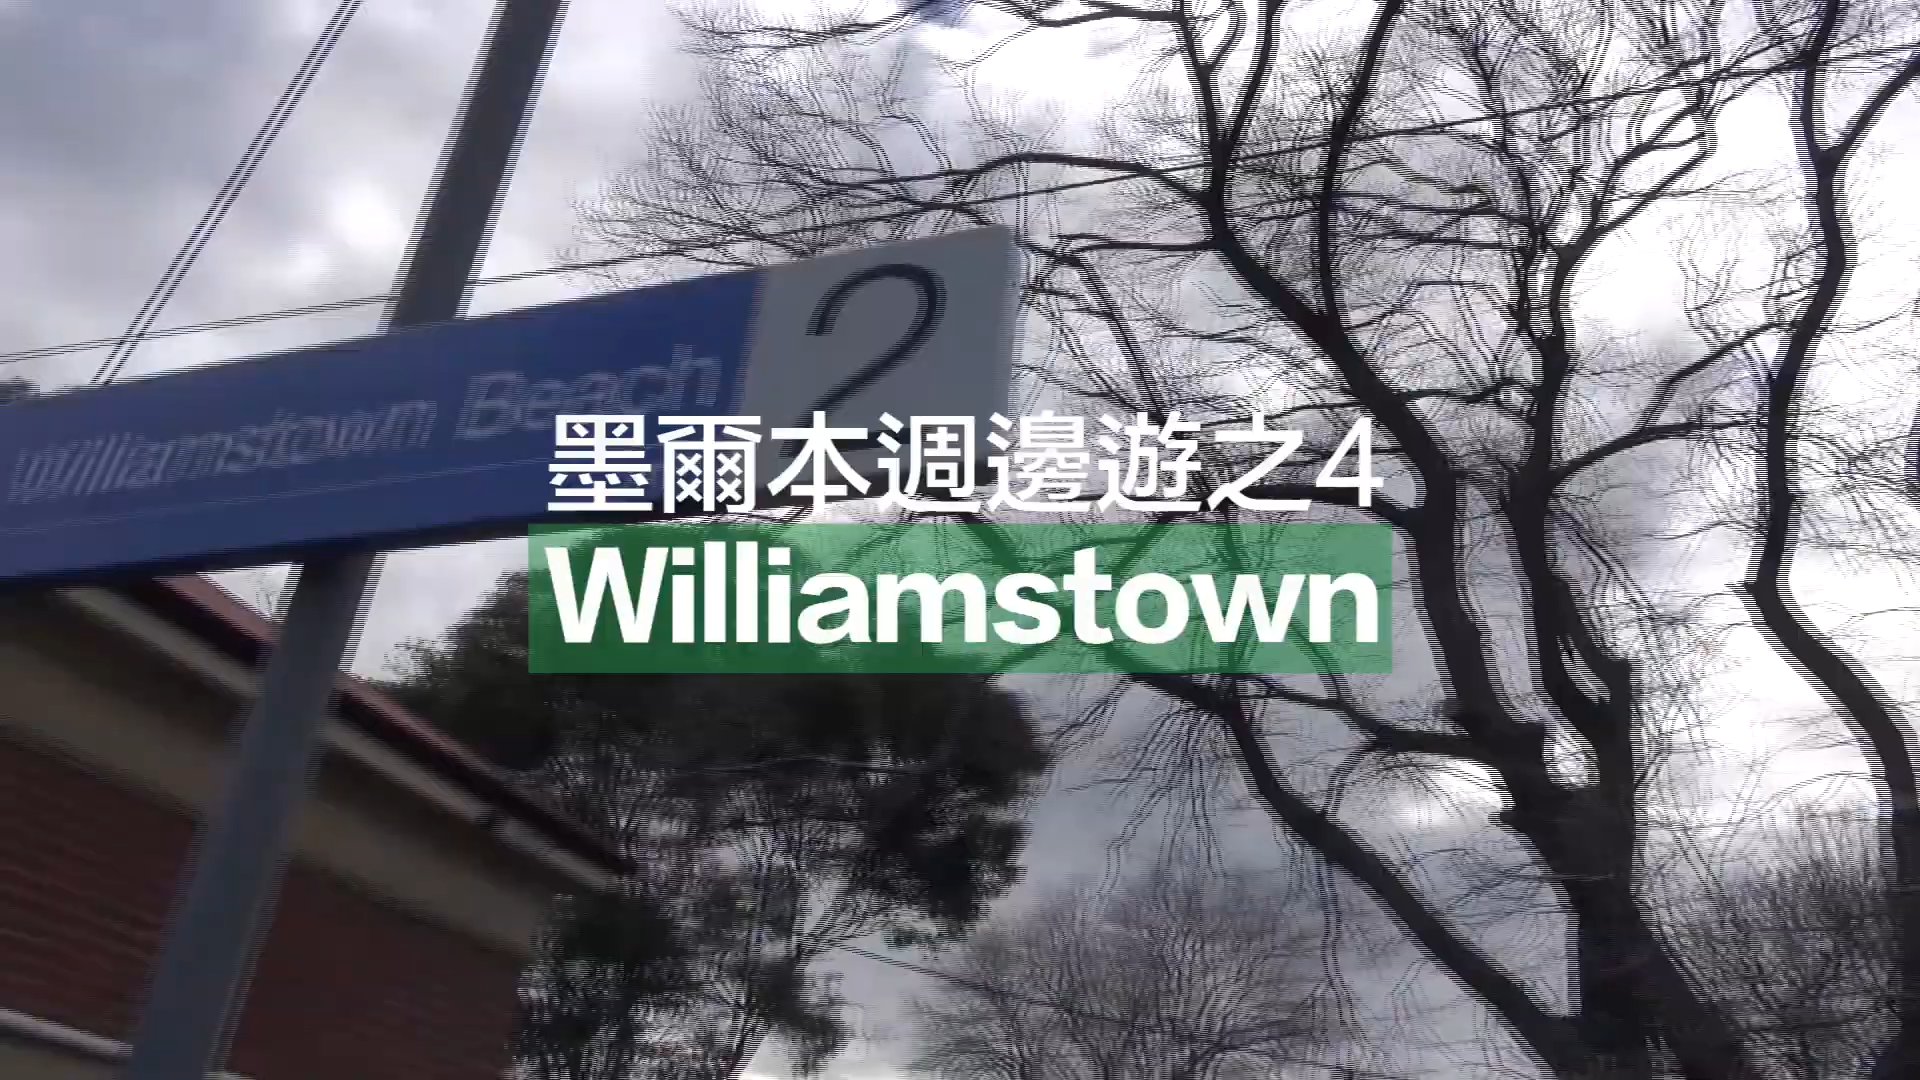 Williamstown Beach 2
墨爾本週邊遊之4
Williamstown